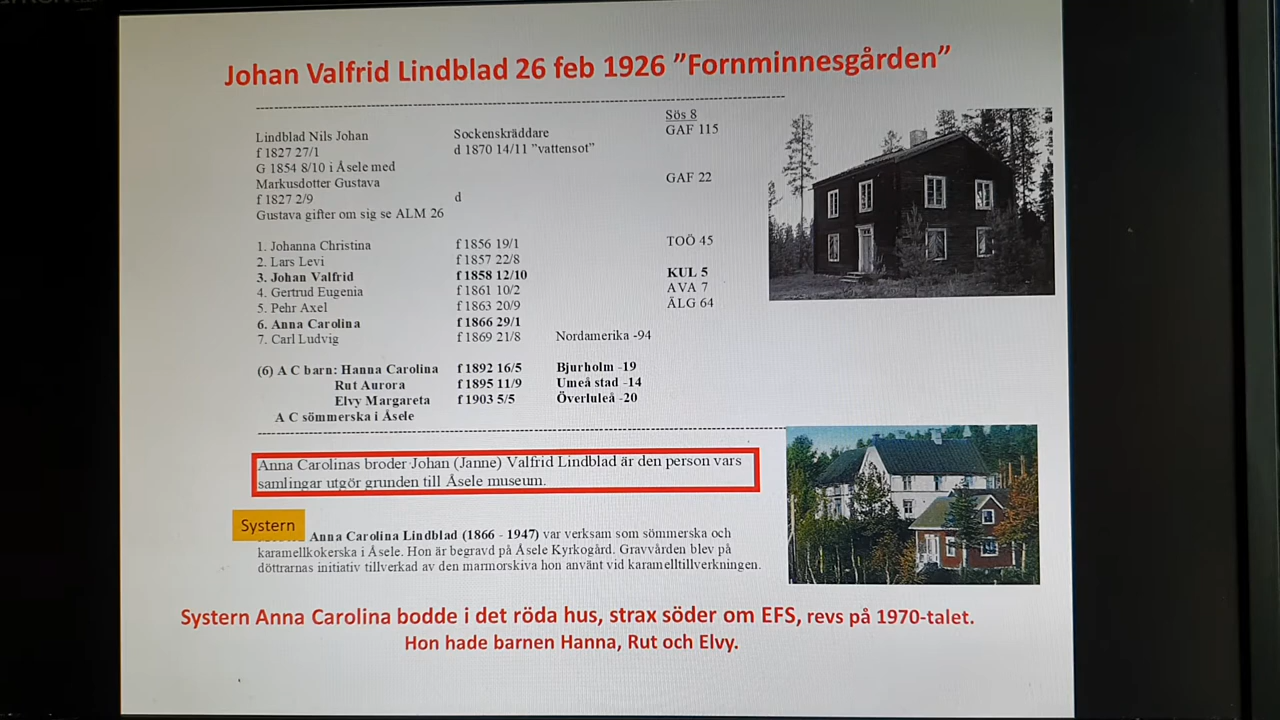 Johan Valfrid Lindblad 26 feb 1926 ”Fornminnesgården”
Sös 8
Lindblad Nils Johan Sockenskräddare GAF 115
f 1827 27/1 d 1870 14/11 ”vattensot”
G 1854 8/10 i Åsele med
Markusdotter Gustava GAF 22
f 1827 2/9 d
Gustava gifter om sig se ALM 26
1. Johanna Christina f 1856 19/1 TOÖ 45
2. Lars Levi f 1857 22/8
3. Johan Valfrid f 1858 12/10 KUL 5
4. Gertrud Eugenia f 1861 10/2 AVA 7
5. Pehr Axel f 1863 20/9 ÄLG 64
6. Anna Carolina f 1866 29/1
7. Carl Ludvig f 1869 21/8 Nordamerika -94
(6) A C barn: Hanna Carolina f 1892 16/5 Bjurholm -19
Rut Aurora f 1895 11/9 Umeå stad -14
Elvy Margareta f 1903 5/5 Överluleå -20
A C sömmerska i Åsele
Anna Carolinas broder Johan (Janne) Valfrid Lindblad är den person vars
samlingar utgör grunden till Åsele museum.
Systern
Anna Carolina Lindblad (1866 - 1947) var verksam som sömmerska och
karamellkokerska i Åsele. Hon är begravd på Åsele Kyrkogård. Gravvården blev på
döttrarnas initiativ tillverkad av den marmorskiva hon använt vid karamelltillverkningen.
Systern Anna Carolina bodde i det röda hus, strax söder om EFS, revs på 1970-talet.
Hon hade barnen Hanna, Rut och Elvy.